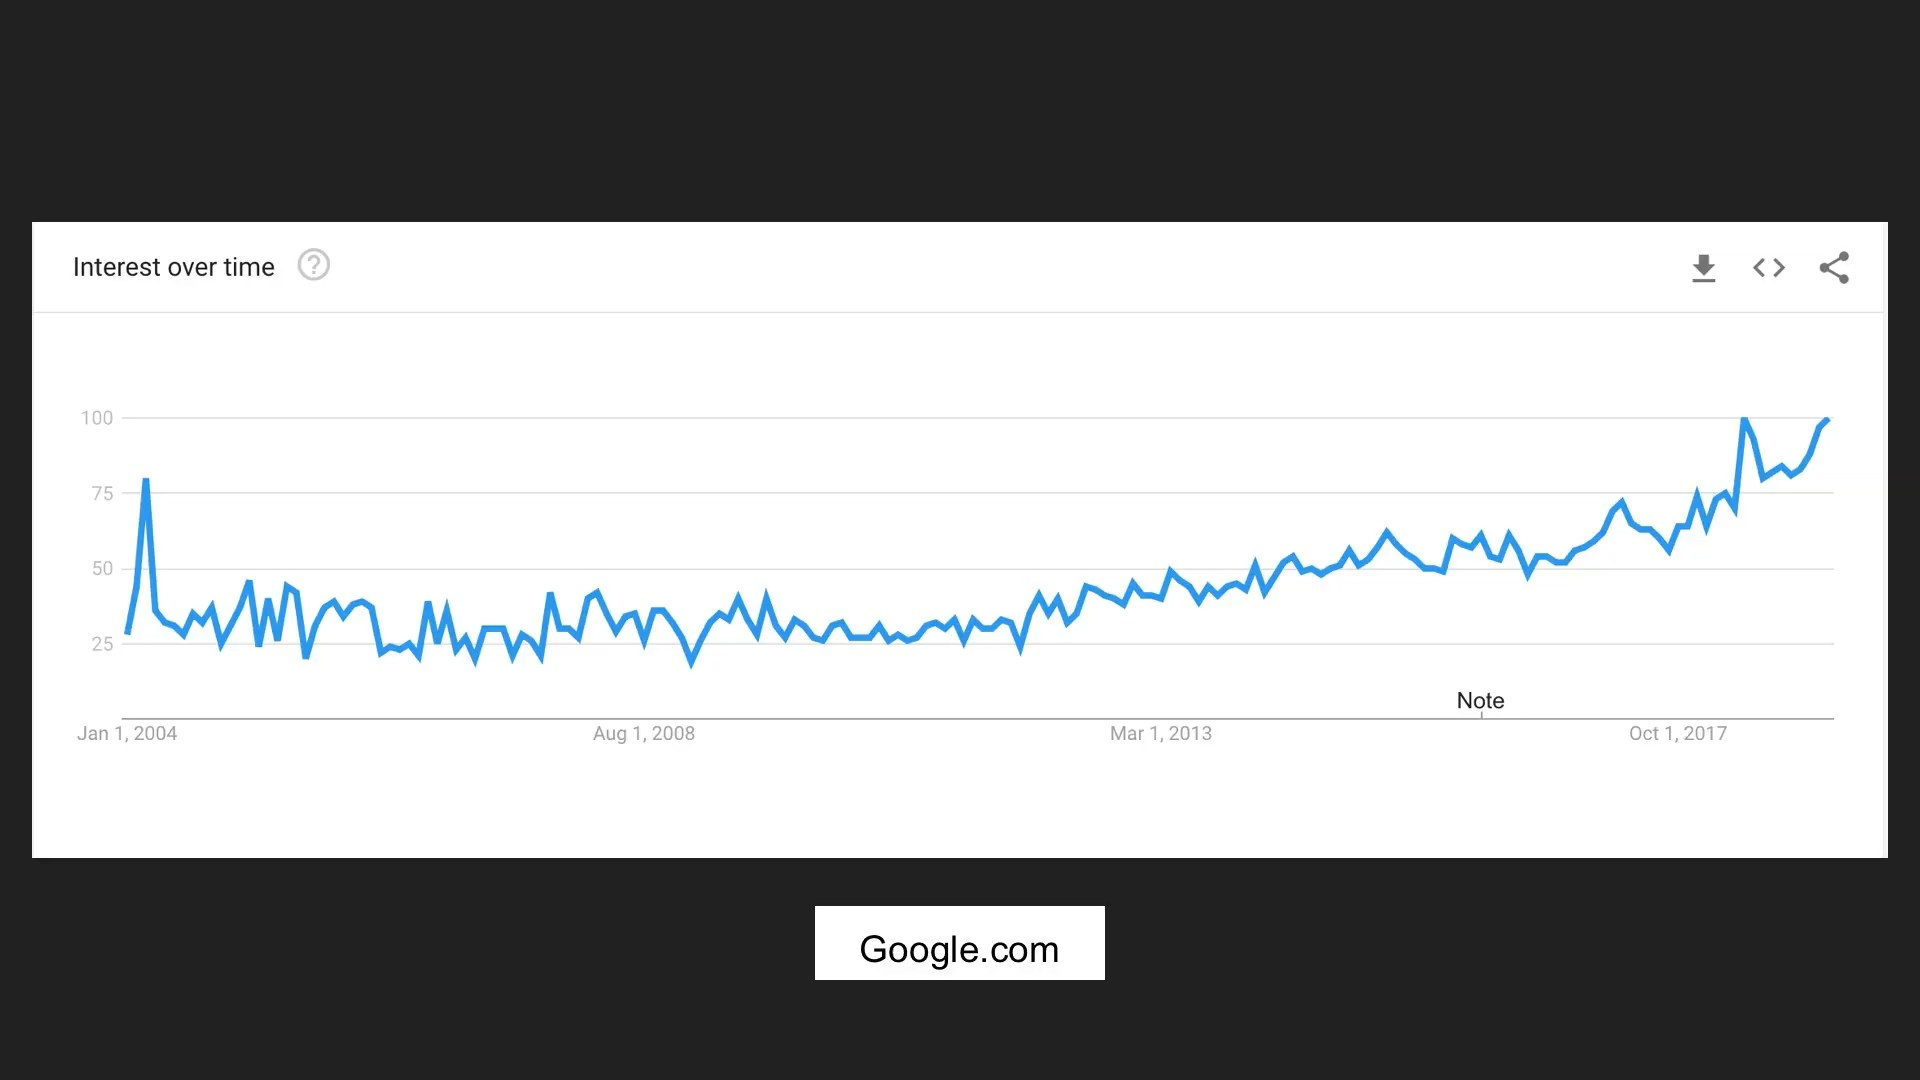 Interest over time
100
75
50
25
Note
Jan 1, 2004
Aug 1, 2008
Mar 1, 2013
Oct 1, 2017
Google.com